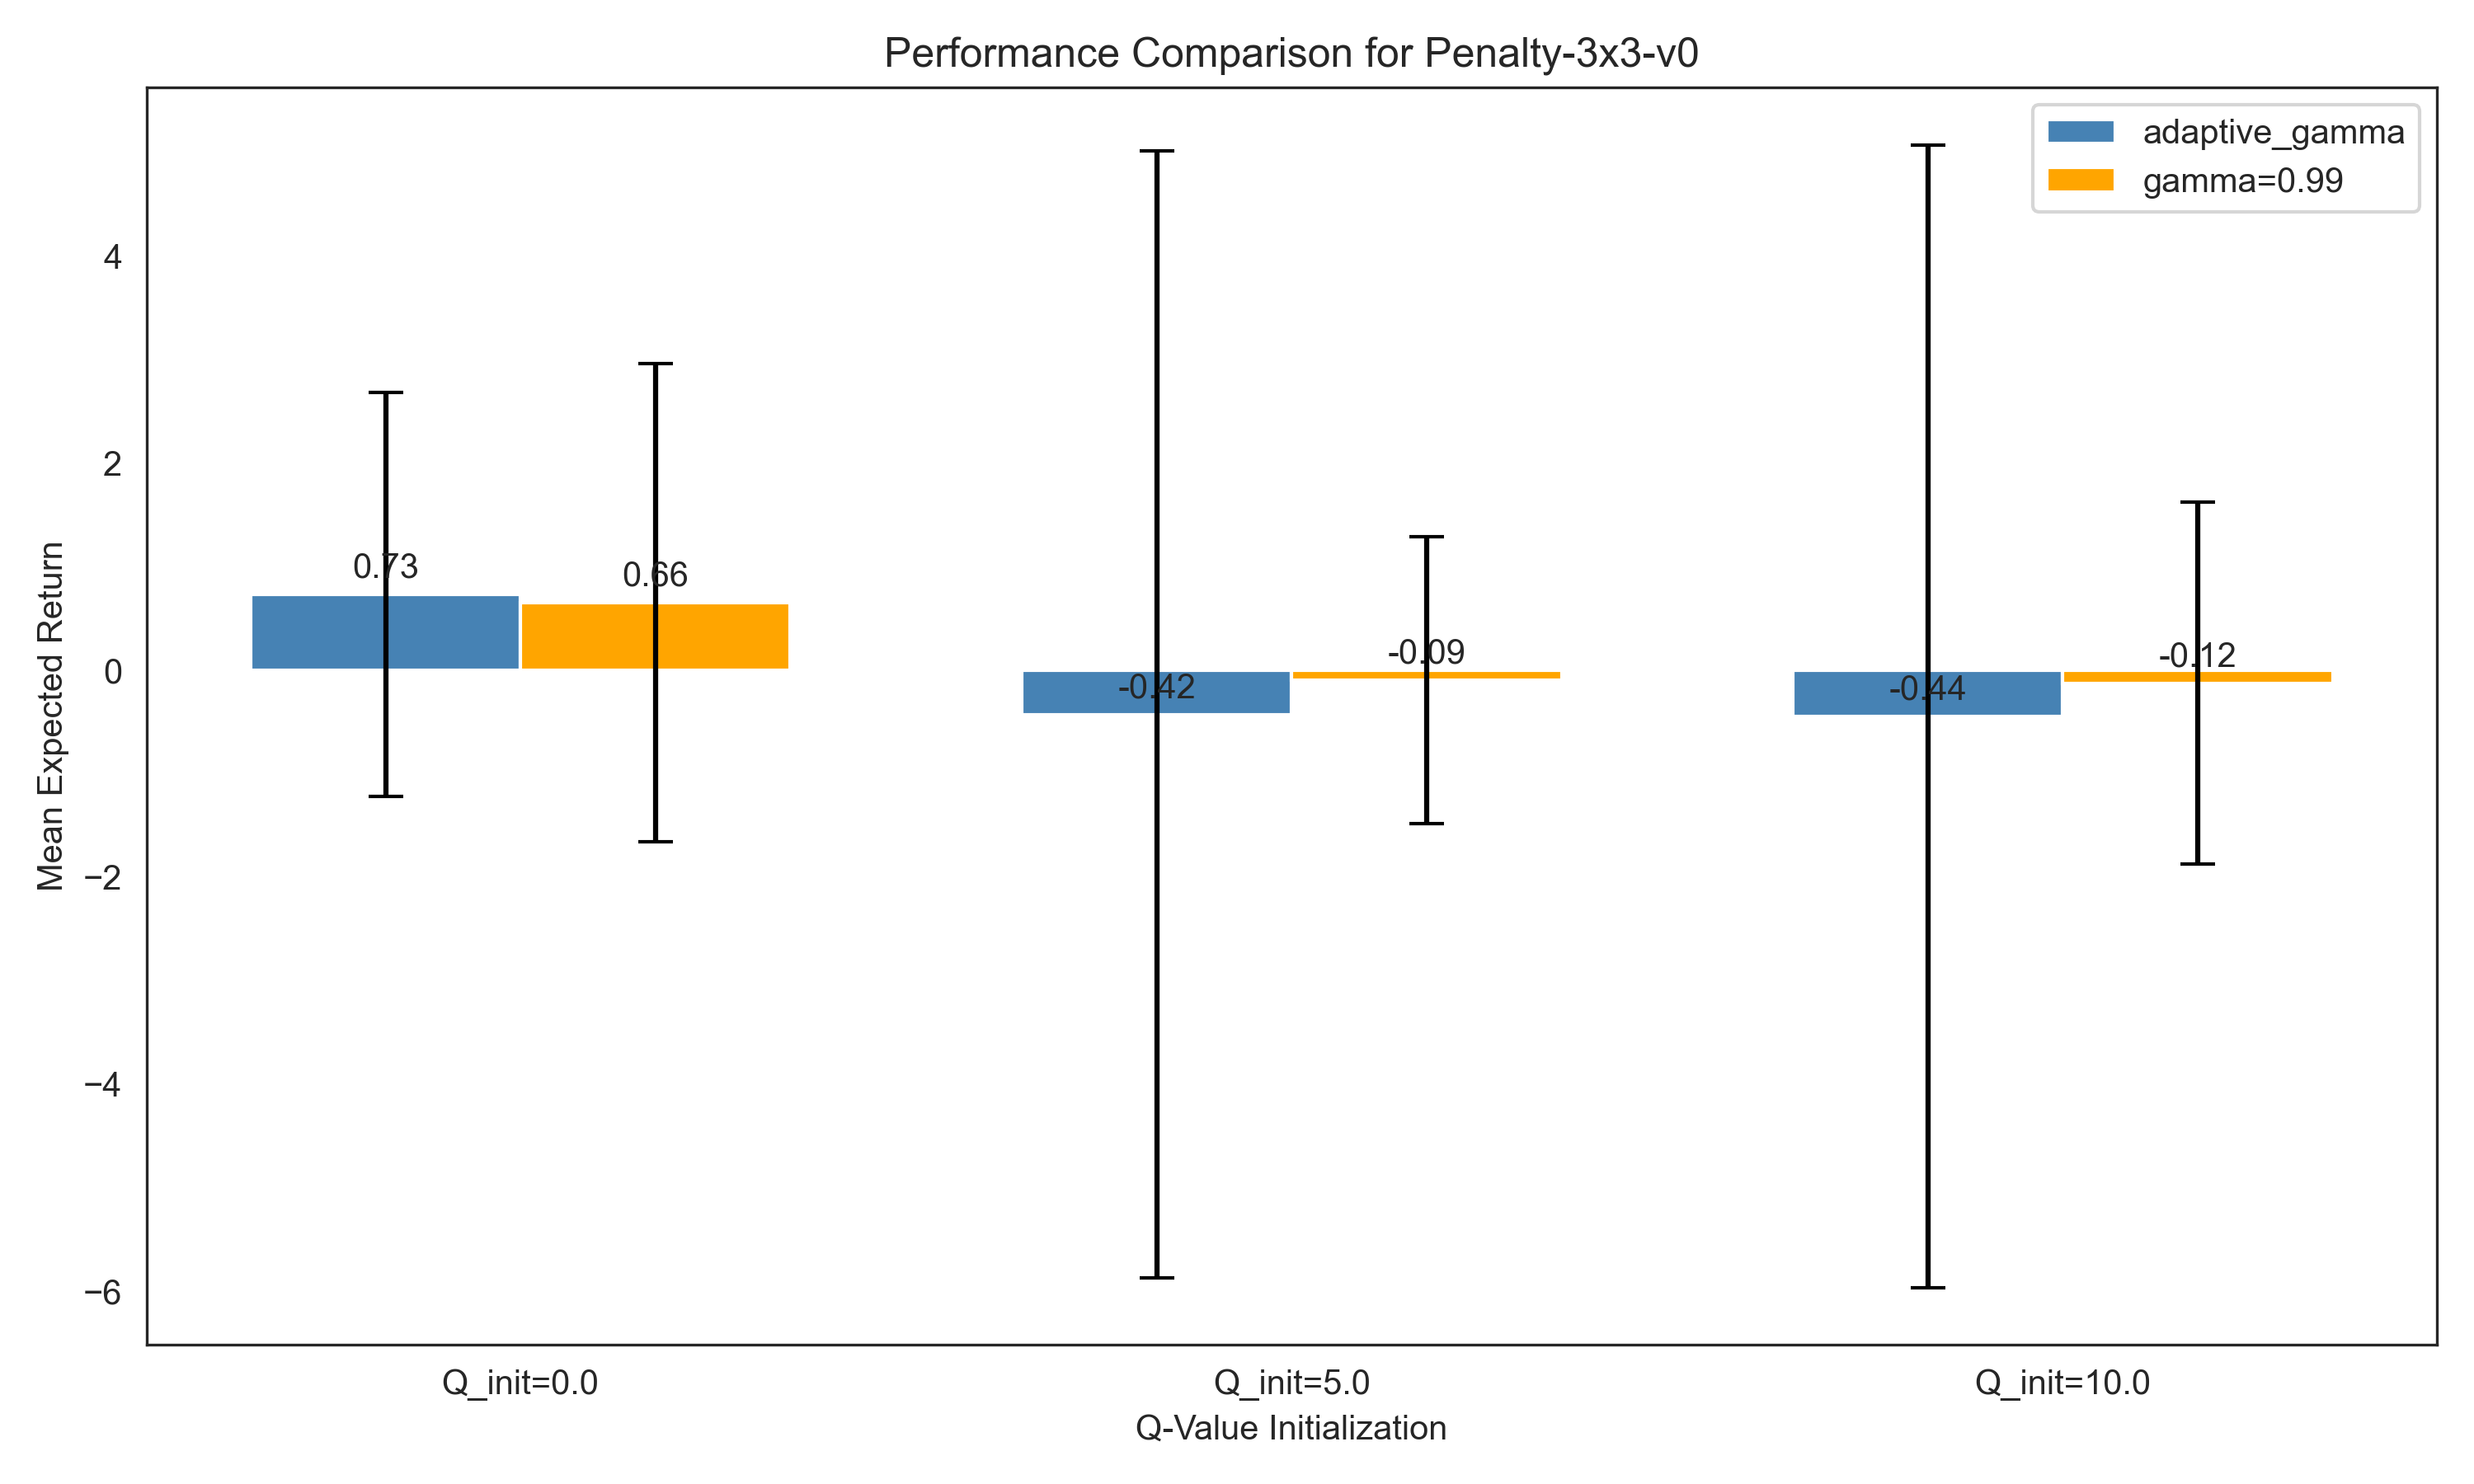 Performance Comparison for Penalty-3x3-v0
adaptive_gamma
gamma=0.99
Mean Expected Return
4
2
0
−2
−4
−6
0.73
0.66
-0.42
-0.09
-0.44
-0.12
Q_init=0.0
Q_init=5.0
Q_init=10.0
Q-Value Initialization